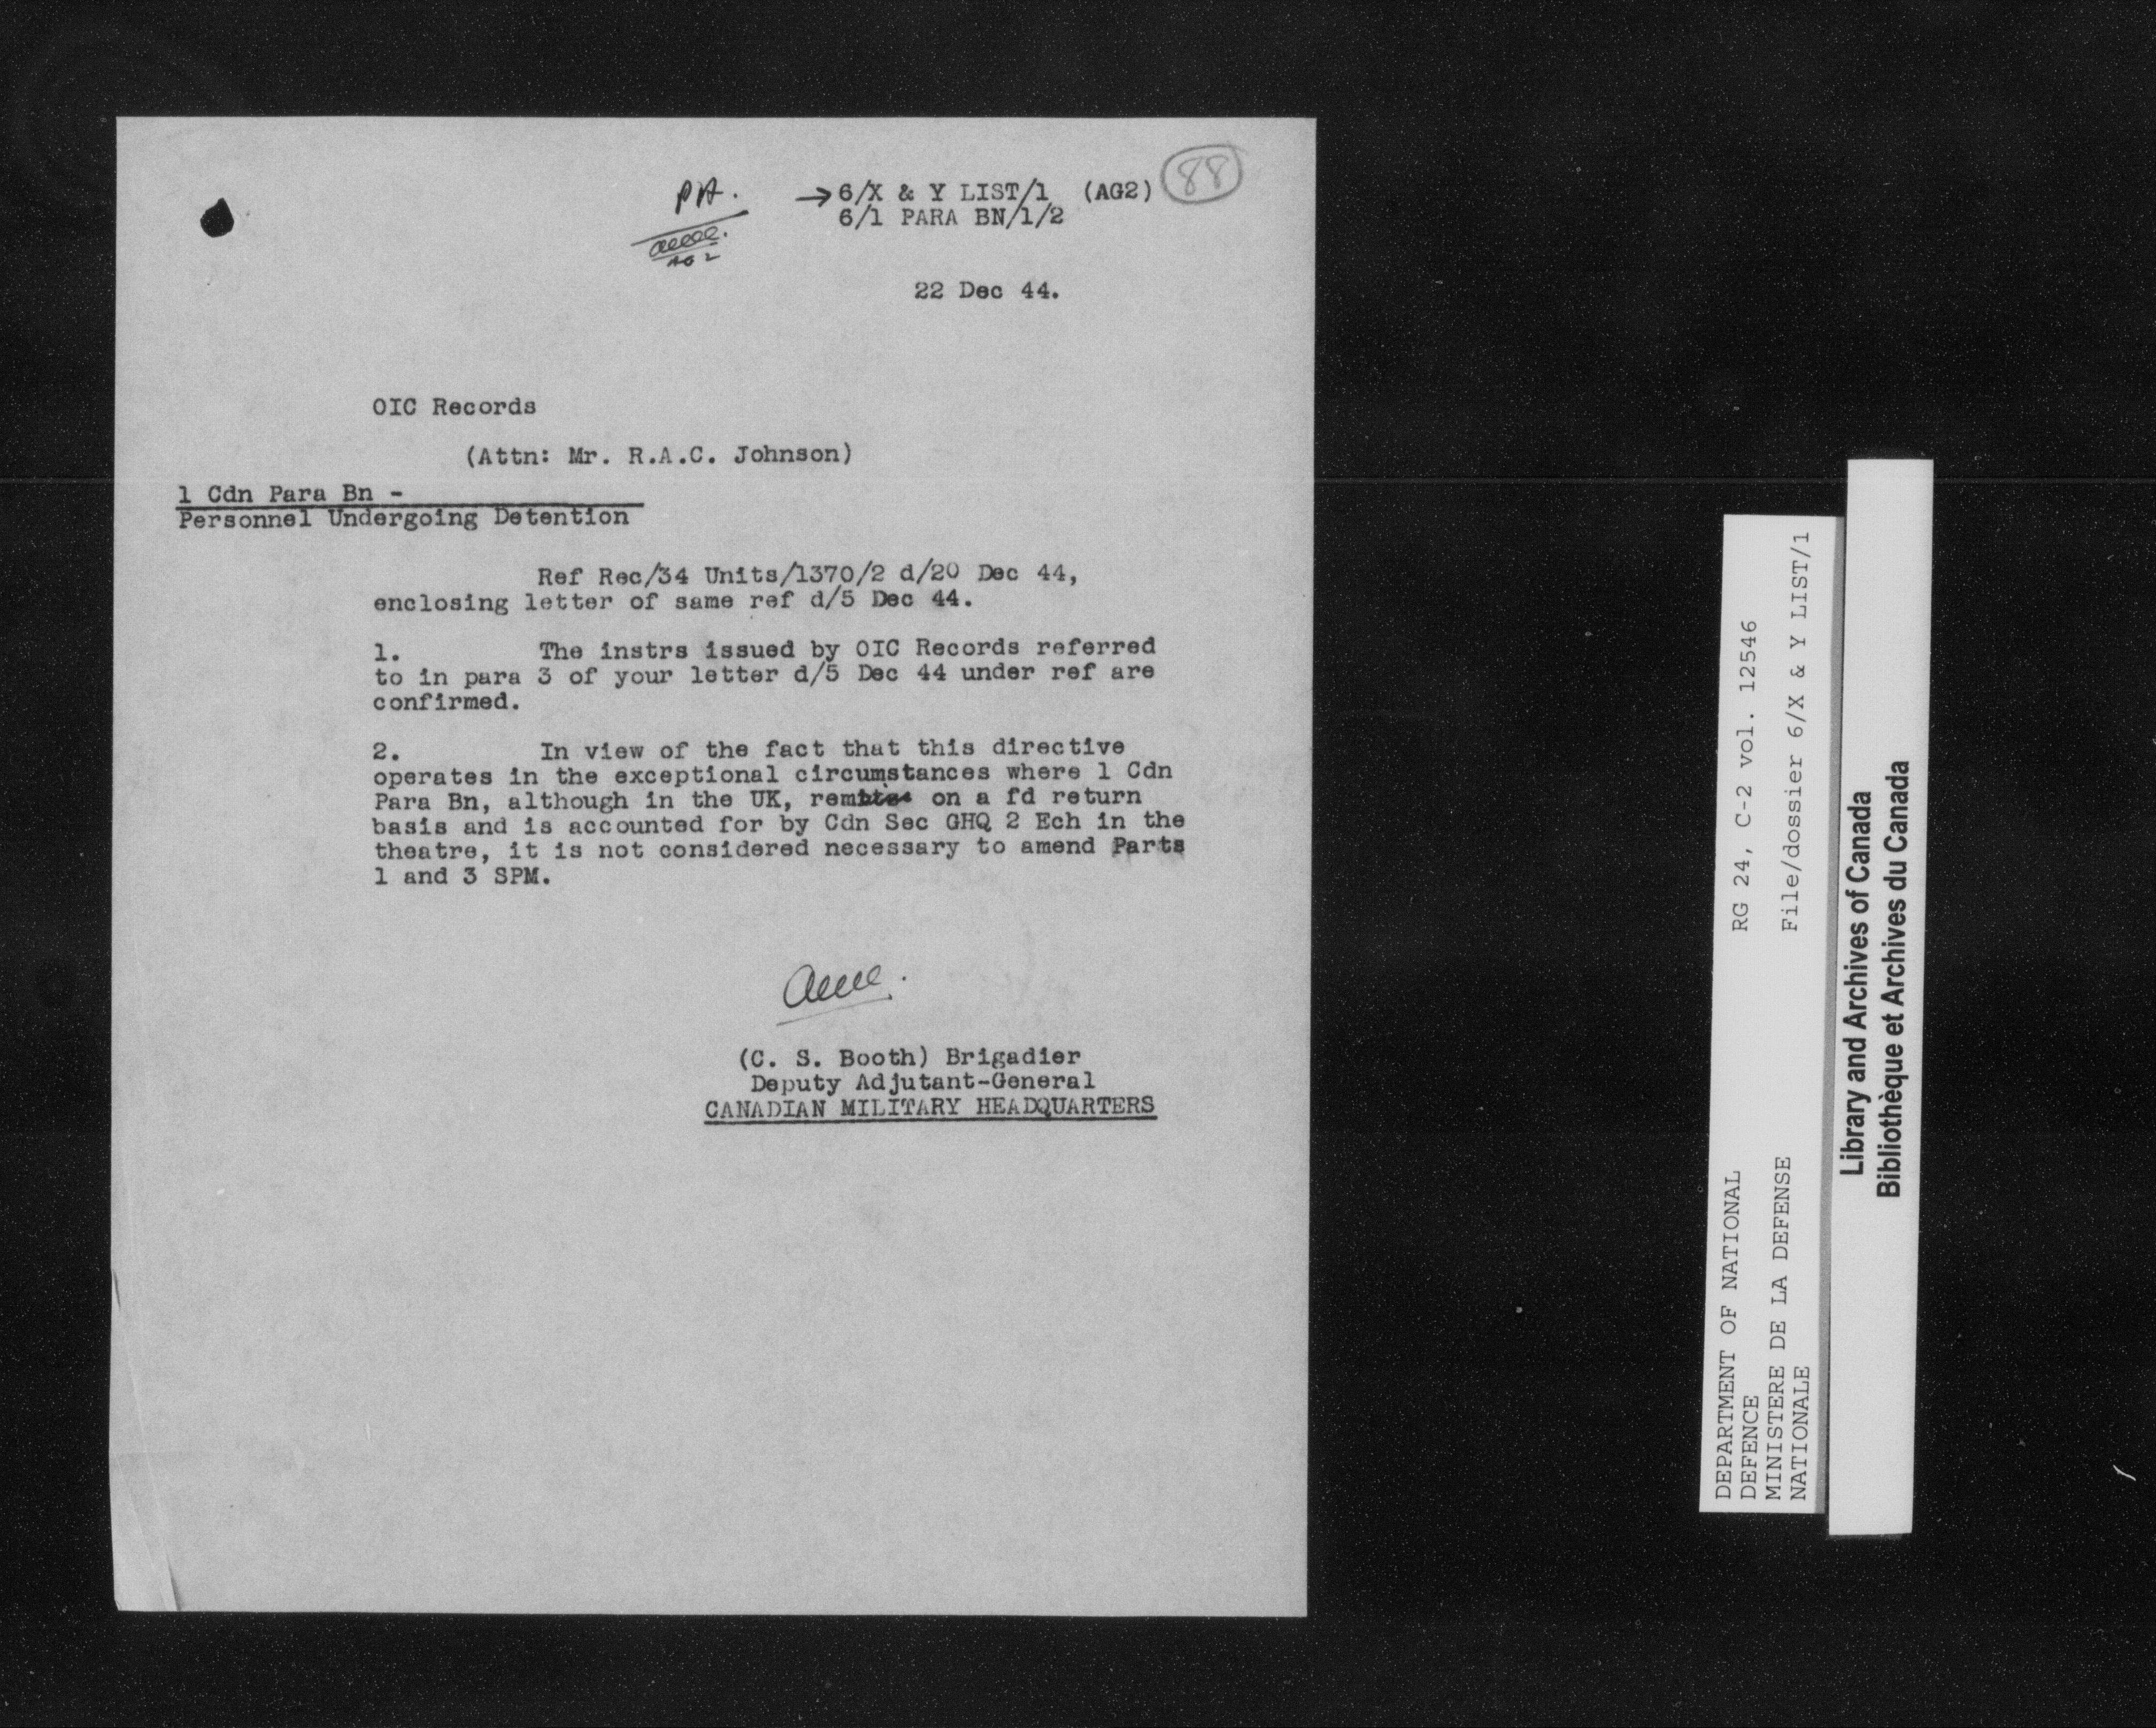 88
PA.
→ 6/X & Y LIST/1 (AG2)
6/1 PARA BN/1/2
AG 2
22 Dec 44.
OIC Records
(Attn: Mr. R.A.C. Johnson)
1 Cdn Para Bn -
Personnel Undergoing Detention
Ref Rec/34 Units/1370/2 d/20 Dec 44,
enclosing letter of same ref d/5 Dec 44.
1. The instrs issued by OIC Records referred
to in para 3 of your letter d/5 Dec 44 under ref are
confirmed.
2. In view of the fact that this directive
operates in the exceptional circumstances where 1 Cdn
Para Bn, although in the UK, on a fd return
basis and is accounted for by Cdn Sec GHQ 2 Ech in the
theatre, it is not considered necessary to amend Parts
1 and 3 SPM.
(C. S. Booth) Brigadier
Deputy Adjutant-General
CANADIAN MILITARY HEADQUARTERS
DEPARTMENT OF NATIONAL
DEFENCE
MINISTERE DE LA DEFENSE
NATIONALE
RG 24, C-2 vol. 12546
File/dossier 6/X & Y LIST/1
Library and Archives of Canada
Bibliothèque et Archives du Canada